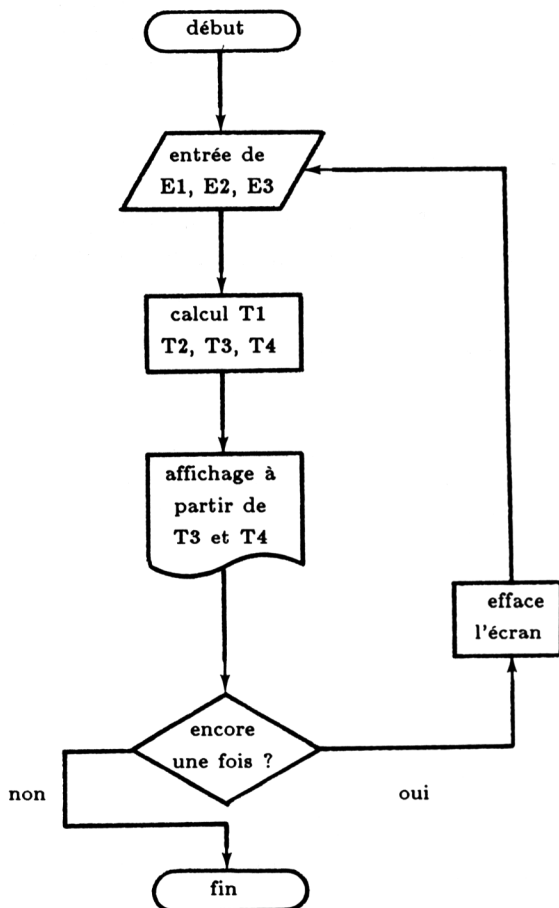 début
entrée de
E1, E2, E3
calcul T1
T2, T3, T4
affichage à
partir de
T3 et T4
efface
l'écran
encore
une fois ?
non
oui
fin